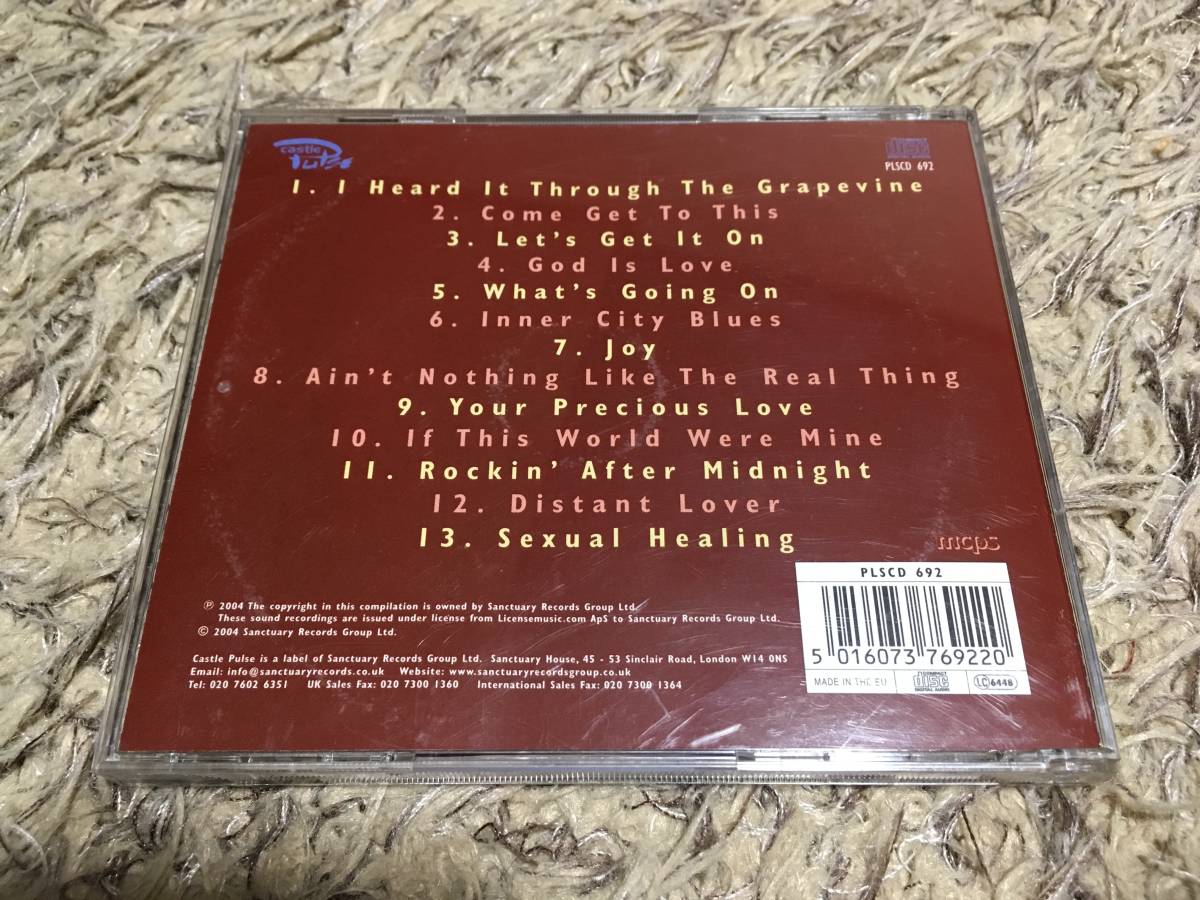 castle
Pulse
disc
DIGITAL AUDIO
PLSCD 692
1. I Heard It Through The Grapevine
2. Come Get To This
3. Let's Get It On
4. God Is Love
5. What's Going On
6. Inner City Blues
7. Joy
8. Ain't Nothing Like The Real Thing
9. Your Precious Love
10. If This World Were Mine
11. Rockin' After Midnight
12. Distant Lover
13. Sexual Healing
mcps
PLSCD 692
5 016073 769220
MADE IN THE EU
COMPACT
disc
DIGITAL AUDIO
LC 6448
℗ 2004 The copyright in this compilation is owned by Sanctuary Records Group Ltd.
These sound recordings are issued under license from Licensemusic.com ApS to Sanctuary Records Group Ltd.
© 2004 Sanctuary Records Group Ltd.
Castle Pulse is a label of Sanctuary Records Group Ltd. Sanctuary House, 45 - 53 Sinclair Road, London W14 0NS
Email: info@sanctuaryrecords.co.uk Website: www.sanctuaryrecordsgroup.co.uk
Tel: 020 7602 6351 UK Sales Fax: 020 7300 1360 International Sales Fax: 020 7300 1364